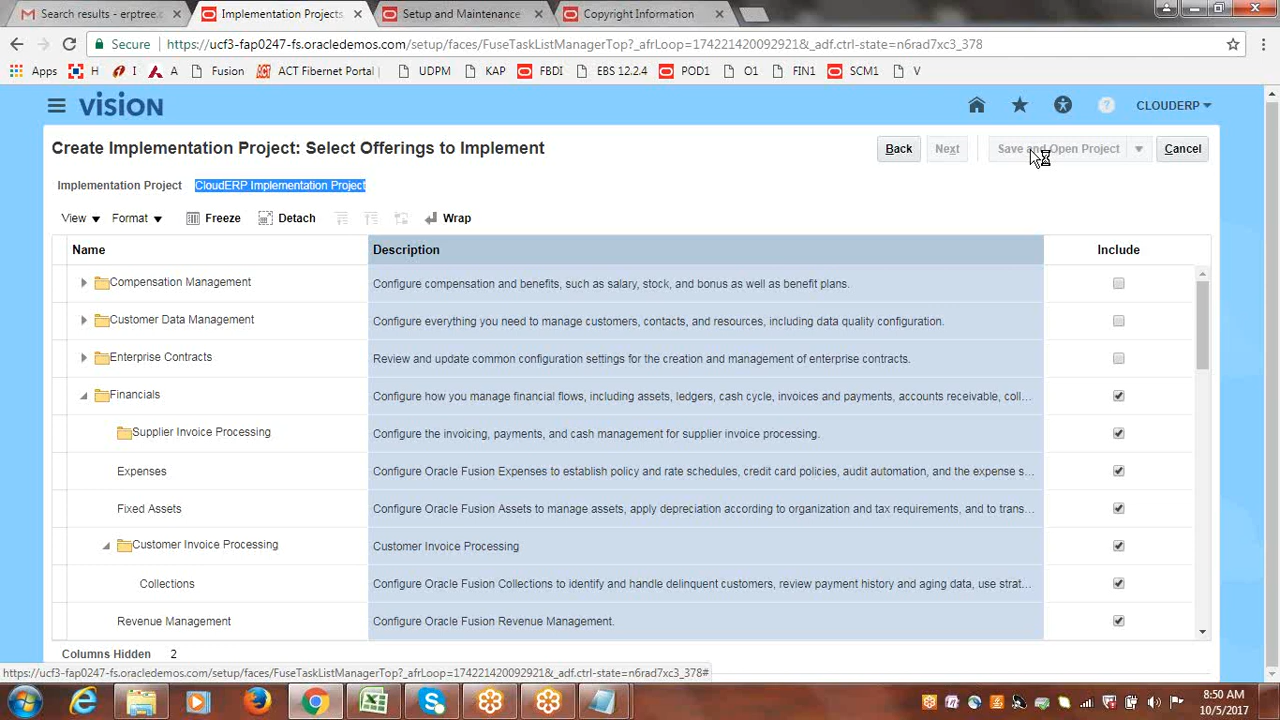 Search results - erptree.c
Implementation Projects
Setup and Maintenance
Copyright Information
Secure
https://ucf3-fap0247-fs.oracledemos.com/setup/faces/FuseTaskListManagerTop?_afrLoop=174221420092921&_adf.ctrl-state=n6rad7xc3_378
Apps H I A Fusion ACT Fibernet Portal UDPM KAP FBDI EBS 12.2.4 POD1 O1 FIN1 SCM1 V
VISION
CLOUDERP
Create Implementation Project: Select Offerings to Implement
Back Next Save and Open Project Cancel
Implementation Project CloudERP Implementation Project
View Format Freeze Detach Wrap
Name Description Include
Compensation Management Configure compensation and benefits, such as salary, stock, and bonus as well as benefit plans.
Customer Data Management Configure everything you need to manage customers, contacts, and resources, including data quality configuration.
Enterprise Contracts Review and update common configuration settings for the creation and management of enterprise contracts.
Financials Configure how you manage financial flows, including assets, ledgers, cash cycle, invoices and payments, accounts receivable, coll...
Supplier Invoice Processing Configure the invoicing, payments, and cash management for supplier invoice processing.
Expenses Configure Oracle Fusion Expenses to establish policy and rate schedules, credit card policies, audit automation, and the expense s...
Fixed Assets Configure Oracle Fusion Assets to manage assets, apply depreciation according to organization and tax requirements, and to trans...
Customer Invoice Processing Customer Invoice Processing
Collections Configure Oracle Fusion Collections to identify and handle delinquent customers, review payment history and aging data, use strat...
Revenue Management Configure Oracle Fusion Revenue Management.
Columns Hidden 2
https://ucf3-fap0247-fs.oracledemos.com/setup/faces/FuseTaskListManagerTop?_afrLoop=174221420092921&_adf.ctrl-state=n6rad7xc3_378#
8:50 AM
10/5/2017